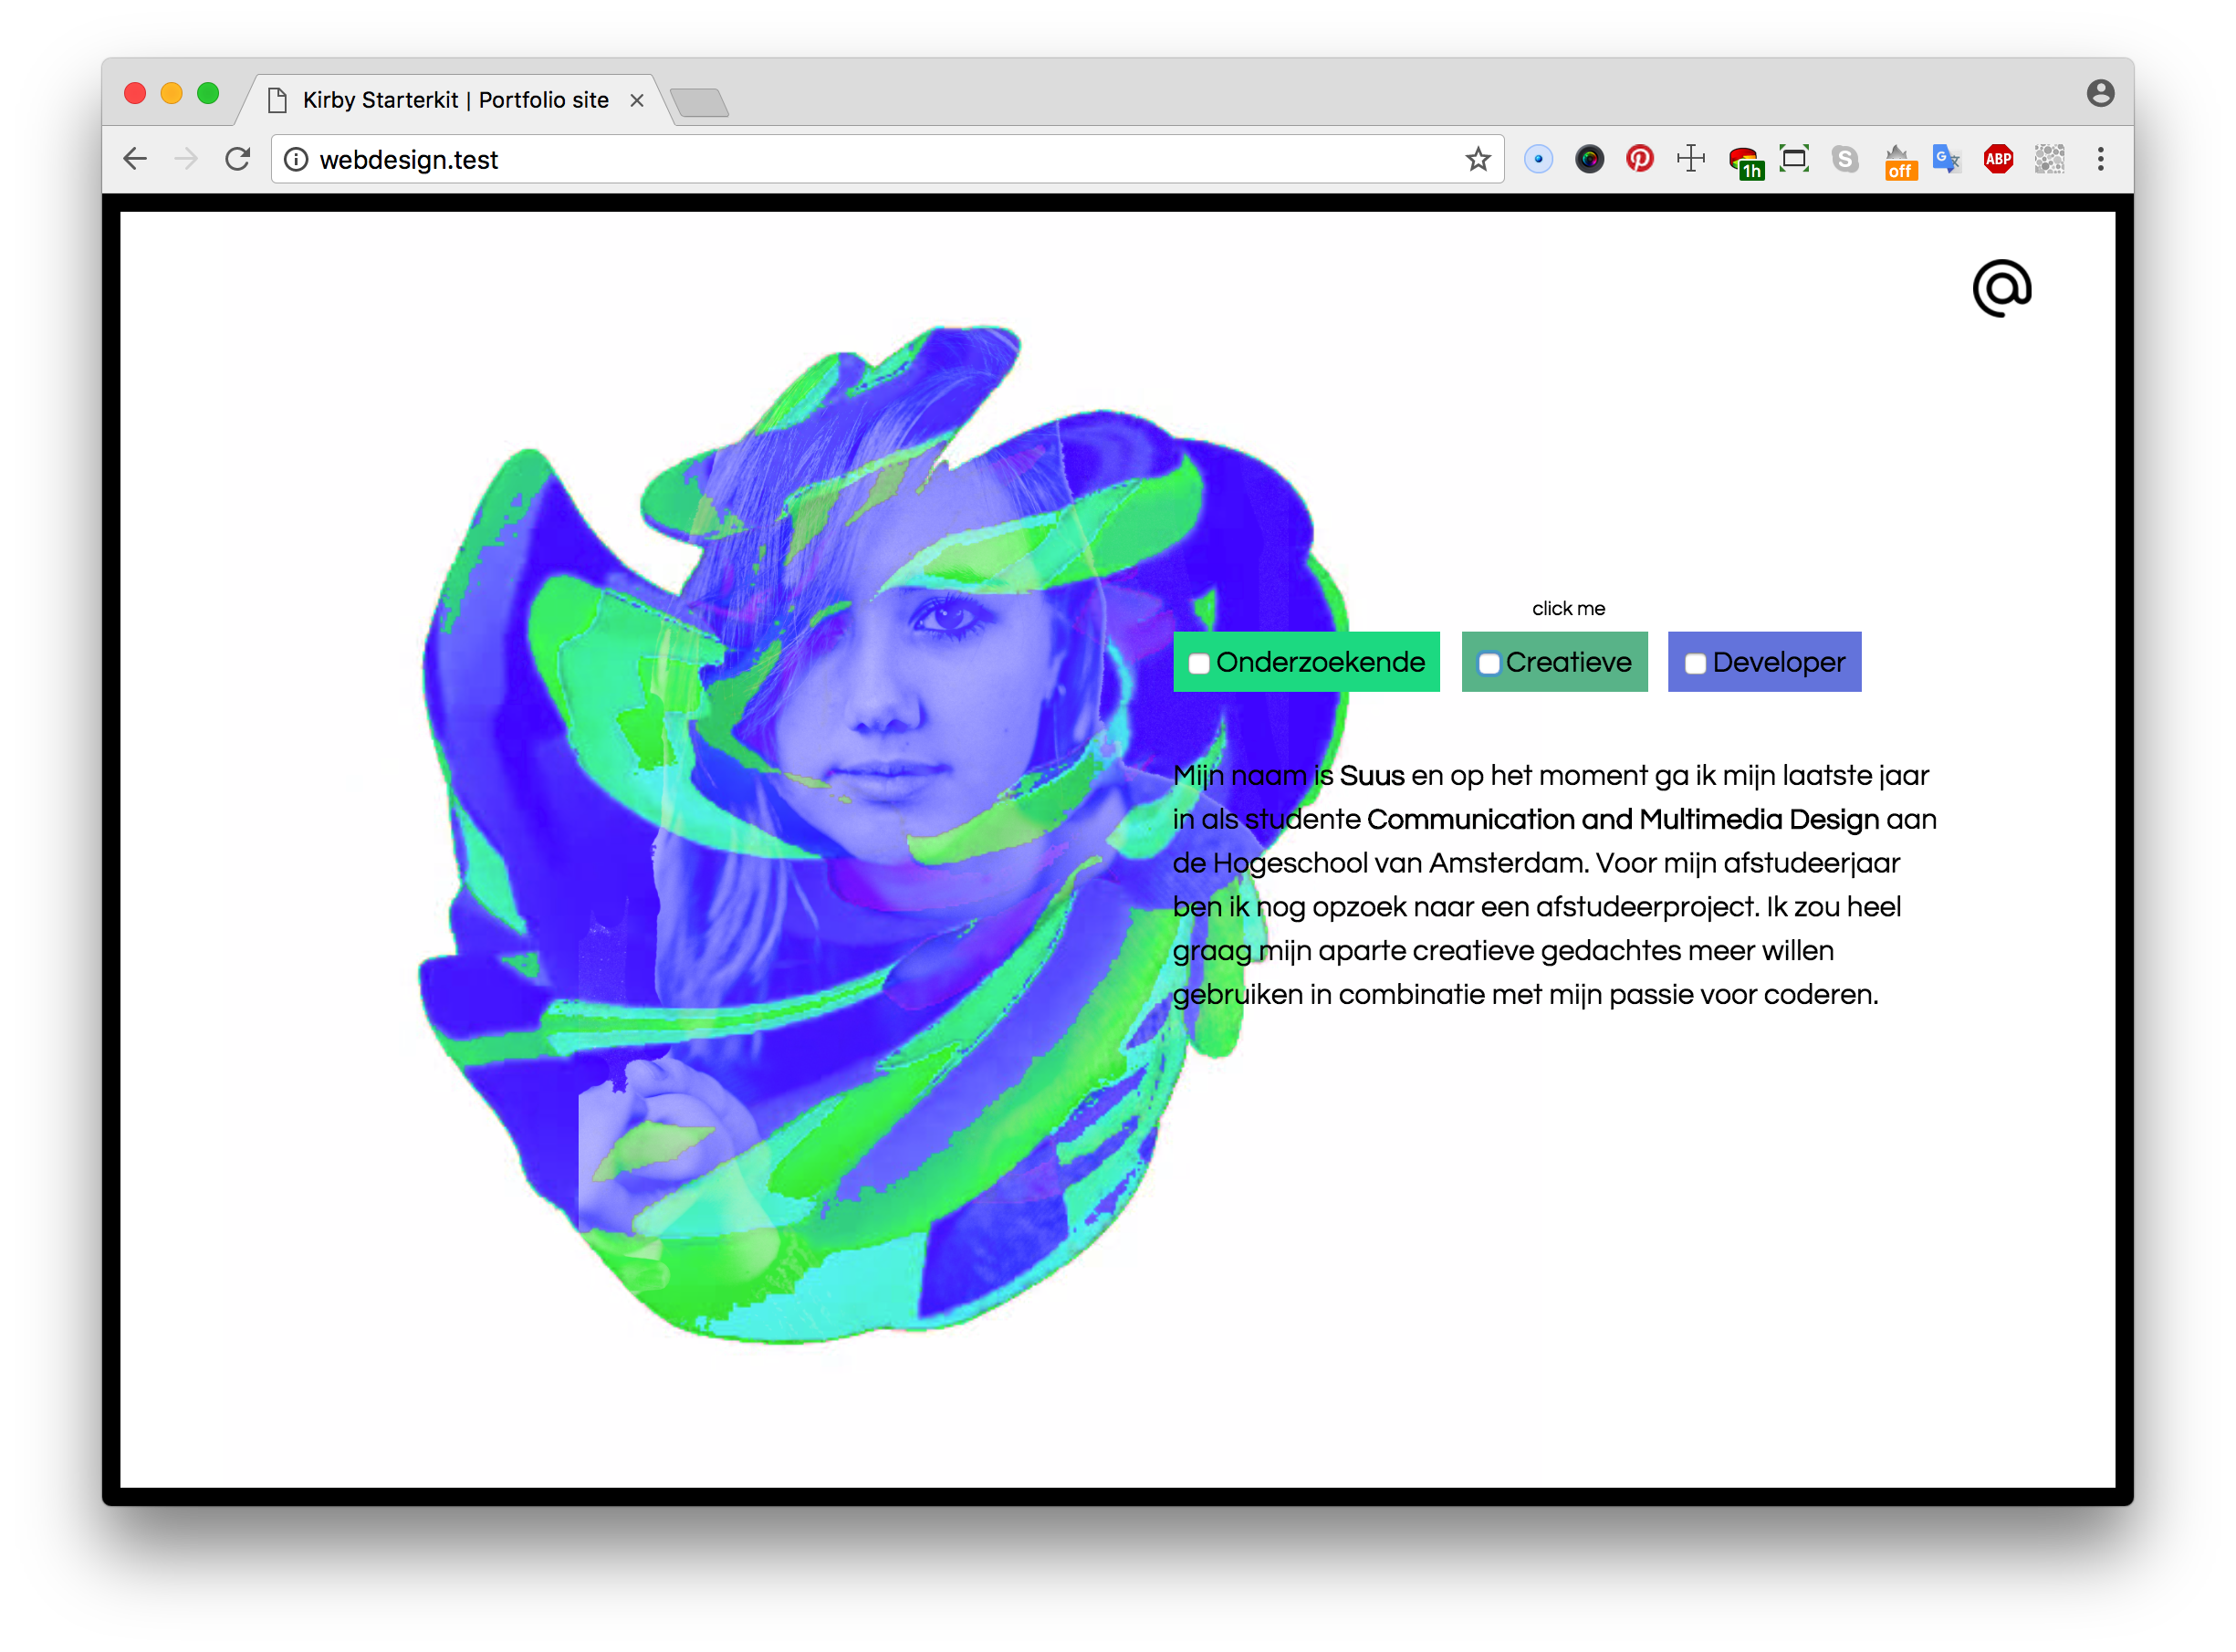 Kirby Starterkit | Portfolio site
webdesign.test
1h
S
off
G
ABP
@
click me
Onderzoekende Creatieve Developer
Mijn naam is Suus en op het moment ga ik mijn laatste jaar
in als studente Communication and Multimedia Design aan
de Hogeschool van Amsterdam. Voor mijn afstudeerjaar
ben ik nog opzoek naar een afstudeerproject. Ik zou heel
graag mijn aparte creatieve gedachtes meer willen
gebruiken in combinatie met mijn passie voor coderen.